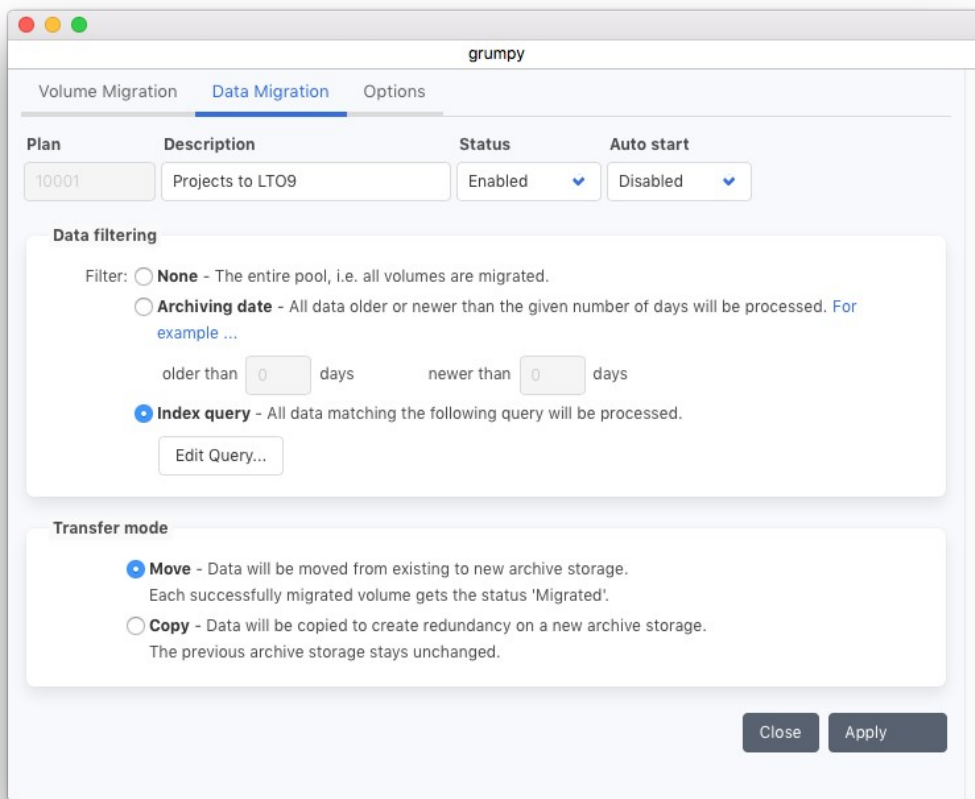 grumpy
Volume Migration Data Migration Options
Plan Description Status Auto start
10001 Projects to LTO9 Enabled Disabled
Data filtering
Filter: None - The entire pool, i.e. all volumes are migrated.
Archiving date - All data older or newer than the given number of days will be processed. For
example ...
older than 0 days newer than 0 days
Index query - All data matching the following query will be processed.
Edit Query...
Transfer mode
Move - Data will be moved from existing to new archive storage.
Each successfully migrated volume gets the status 'Migrated'.
Copy - Data will be copied to create redundancy on a new archive storage.
The previous archive storage stays unchanged.
Close Apply